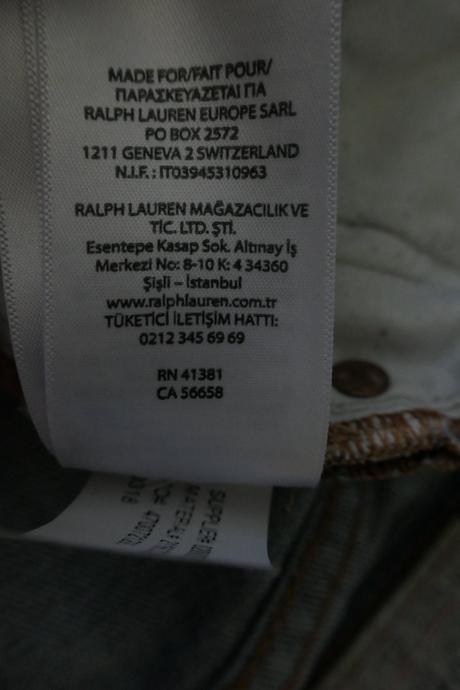 MADE FOR/FAIT POUR/
ΠΑΡΑΣΚΕΥΑΖΕΤΑΙ ΓΙΑ
RALPH LAUREN EUROPE SARL
PO BOX 2572
1211 GENEVA 2 SWITZERLAND
N.I.F. : IT03945310963
RALPH LAUREN MAĞAZACILIK VE
TİC. LTD. ŞTİ.
Esentepe Kasap Sok. Altınay İş
Merkezi No: 8-10 K: 4 34360
Şişli – İstanbul
www.ralphlauren.com.tr
TÜKETİCİ İLETİŞİM HATTI:
0212 345 69 69
RN 41381
CA 56658
SUPPLIER#
MATERIAL#